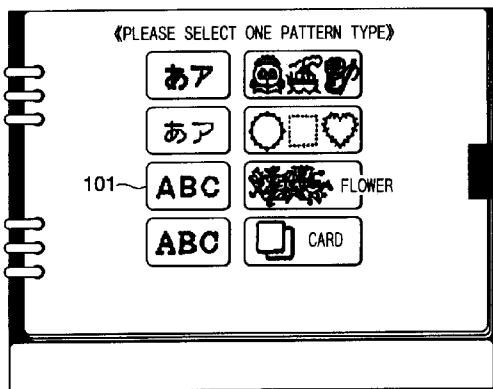 《PLEASE SELECT ONE PATTERN TYPE》
あア
あア
101 ABC FLOWER
ABC CARD